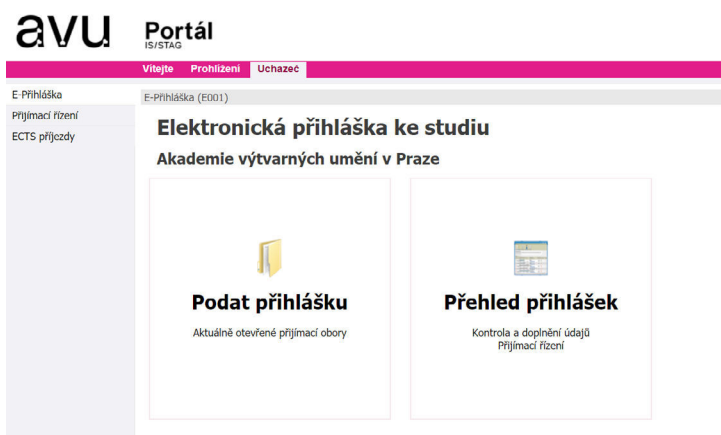 avu
Portál
IS/STAG
Vítejte Prohlížení Uchazeč
E-Přihláška
Přijímací řízení
ECTS příjezdy
E-Přihláška (E001)
Elektronická přihláška ke studiu
Akademie výtvarných umění v Praze
Podat přihlášku
Aktuálně otevřené přijímací obory
Přehled přihlášek
Kontrola a doplnění údajů
Přijímací řízení